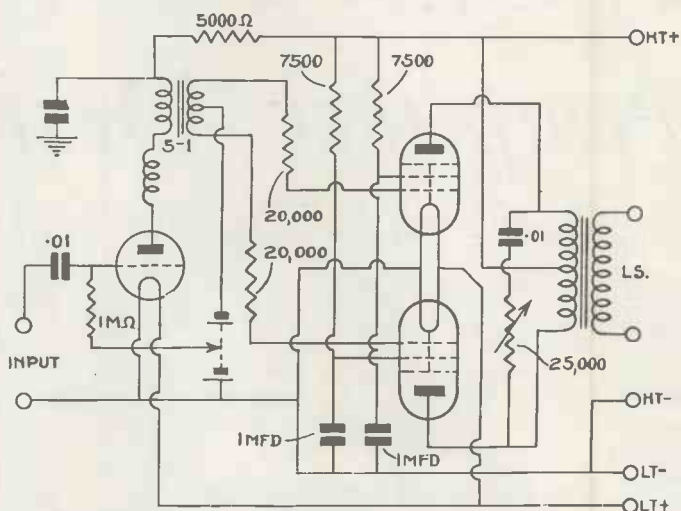 5000Ω
HT+
7500
7500
5-1
20,000
.01
.01
20,000
L.S.
1MΩ
INPUT
25,000
HT-
1MFD
1MFD
LT-
LT+